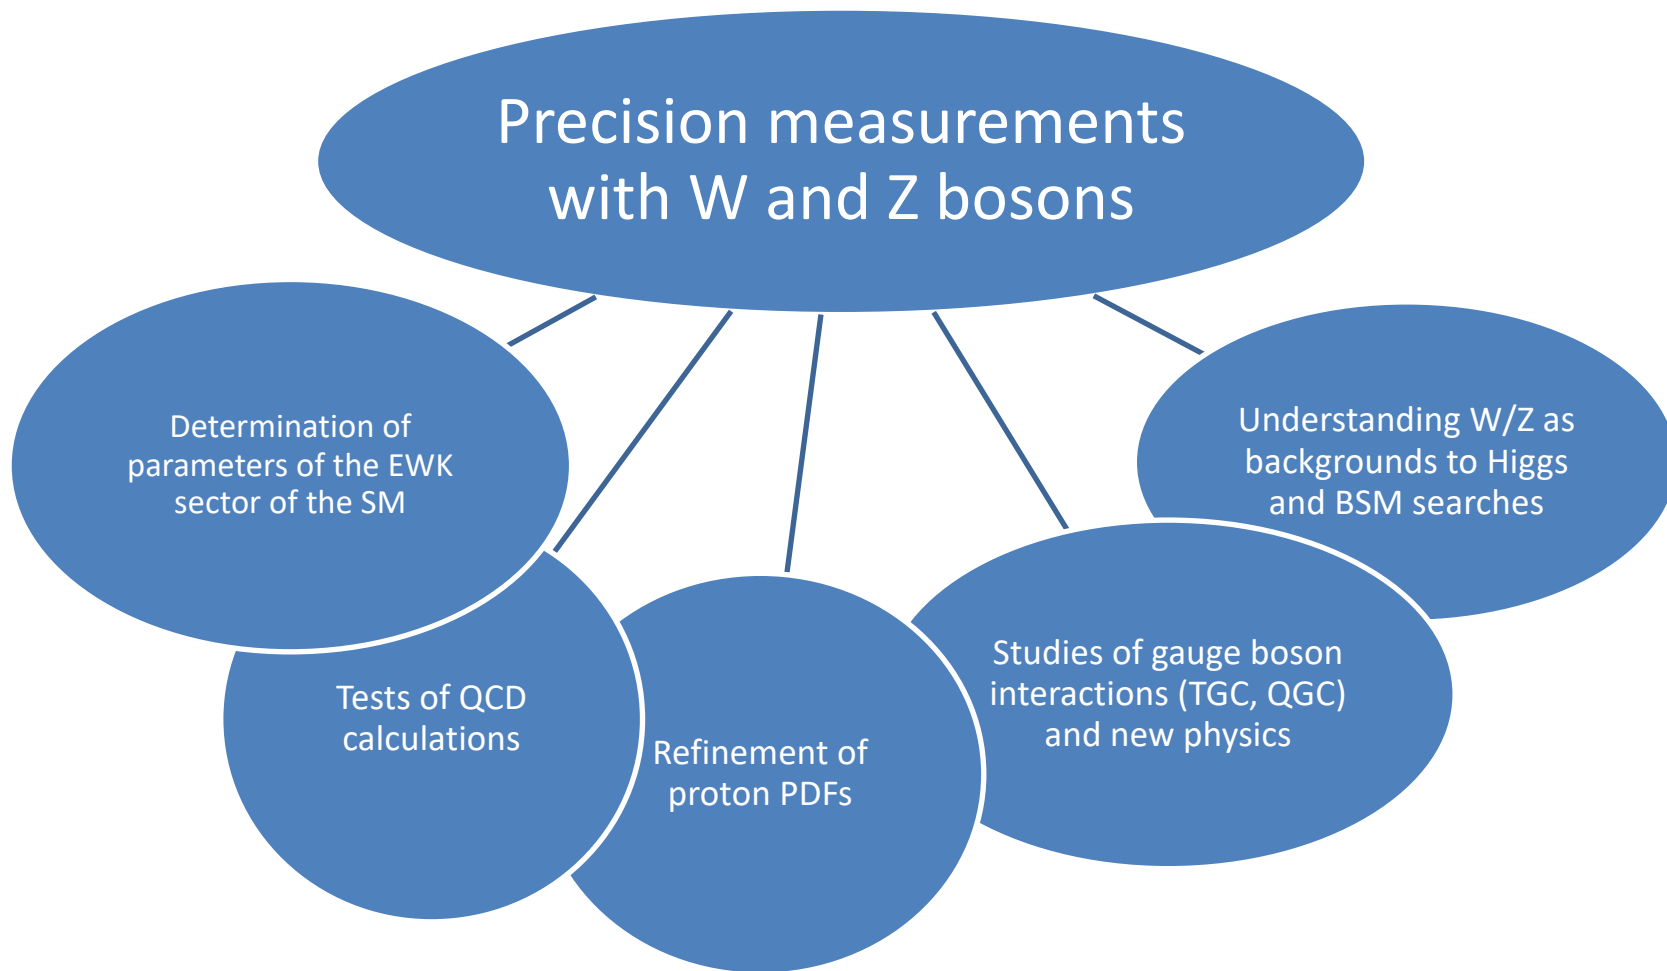 Precision measurements
with W and Z bosons
Determination of
parameters of the EWK
sector of the SM
Tests of QCD
calculations
Refinement of
proton PDFs
Studies of gauge boson
interactions (TGC, QGC)
and new physics
Understanding W/Z as
backgrounds to Higgs
and BSM searches